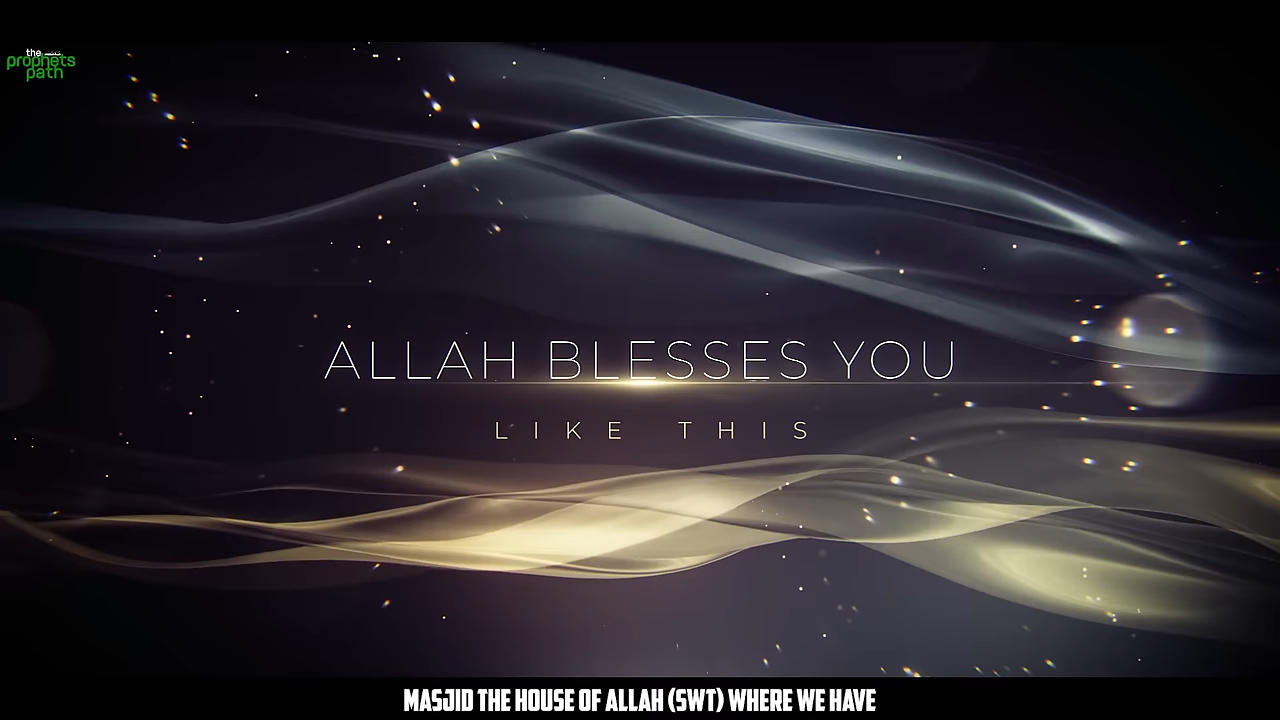 the
prophets
path
ALLAH BLESSES YOU
LIKE THIS
MASJID THE HOUSE OF ALLAH (SWT) WHERE WE HAVE